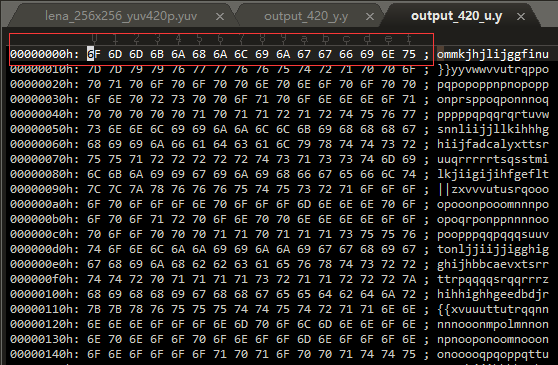 lena_256x256_yuv420p.yuv × output_420_y.y × output_420_u.y ×
0 1 2 3 4 5 6 7 8 9 a b c d e f
00000000h: 6F 6D 6D 6B 6A 68 6A 6C 69 6A 67 67 66 69 6E 75 ; ommkjhjlijggfinu
00000010h: 7D 7D 79 79 76 77 77 76 76 75 74 72 71 70 70 6F ; }}yyvwwvvutrqppo
00000020h: 70 71 70 6F 70 6F 70 70 6E 70 6E 6F 70 6F 70 70 ; pqpopoppnpnopopp
00000030h: 6F 6E 70 72 73 70 70 6F 71 70 6F 6E 6E 6E 6F 71 ; onprsppoqponnnoq
00000040h: 70 70 70 70 70 71 70 71 71 72 71 72 74 75 76 77 ; pppppqpqqrqrtuvw
00000050h: 73 6E 6E 6C 69 69 6A 6A 6C 6C 6B 69 68 68 68 67 ; snnliijjllkihhhg
00000060h: 68 69 69 6A 66 61 64 63 61 6C 79 78 74 74 73 72 ; hiijfadcalyxttsr
00000070h: 75 75 71 72 72 72 72 72 74 73 71 73 73 74 6D 69 ; uuqrrrrrtsqsstmi
00000080h: 6C 6B 6A 69 69 67 69 6A 69 68 66 67 65 66 6C 74 ; lkjiigijihfgeflt
00000090h: 7C 7C 7A 78 76 76 76 75 74 75 73 72 71 6F 6F 6F ; ||zxvvvutusrqooo
000000a0h: 6F 70 6F 6F 6F 6E 70 6F 6F 6F 6D 6E 6E 6E 6F 70 ; opooonpooomnnnop
000000b0h: 6F 70 6F 71 72 70 6F 6E 70 70 6E 6E 6E 6E 70 6F ; opoqrponppnnnnpo
000000c0h: 70 6F 6F 70 70 70 71 71 70 71 71 71 73 75 75 76 ; poopppqqpqqqsuuv
000000d0h: 74 6F 6E 6C 6A 6A 69 69 6A 6A 69 67 67 68 69 67 ; tonljjiijjigghig
000000e0h: 67 68 69 6A 68 62 62 63 61 65 76 78 74 73 72 72 ; ghijhbbcaevxtsrr
000000f0h: 74 74 72 70 71 71 71 71 73 72 71 72 72 72 72 7A ; ttrpqqqqsrqrrrrz
00000100h: 68 69 68 68 69 67 68 68 67 65 65 64 62 64 6A 72 ; hihhighhgeedbdjr
00000110h: 7B 7B 78 76 75 75 75 74 74 75 74 72 71 71 6E 6E ; {{xvuuuttutrqqnn
00000120h: 6E 6E 6E 6F 6F 6F 6E 6D 70 6F 6C 6D 6E 6E 6E 6F ; nnnooonmpolmnnno
00000130h: 6E 70 6E 6F 6F 70 6F 6E 6F 6F 6D 6E 6F 6F 6F 6E ; npnooponoomnooon
00000140h: 6F 6E 6F 6F 6F 6F 71 70 71 6F 70 70 71 74 74 75 ; onooooqpqoppqttu